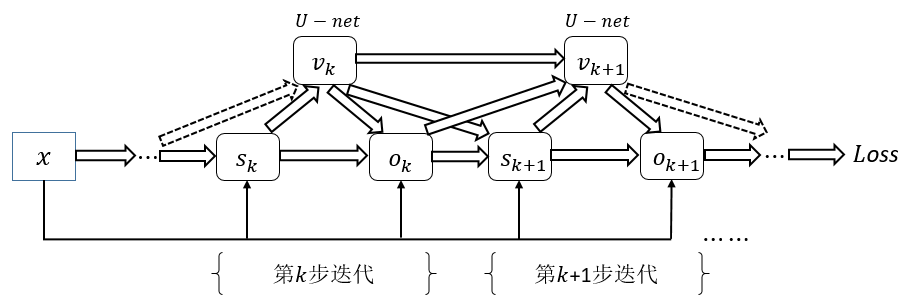 U − net U − net
v_k v_{k+1}
x ... s_k o_k s_{k+1} o_{k+1} ... Loss
... ...
第k步迭代 第k+1步迭代